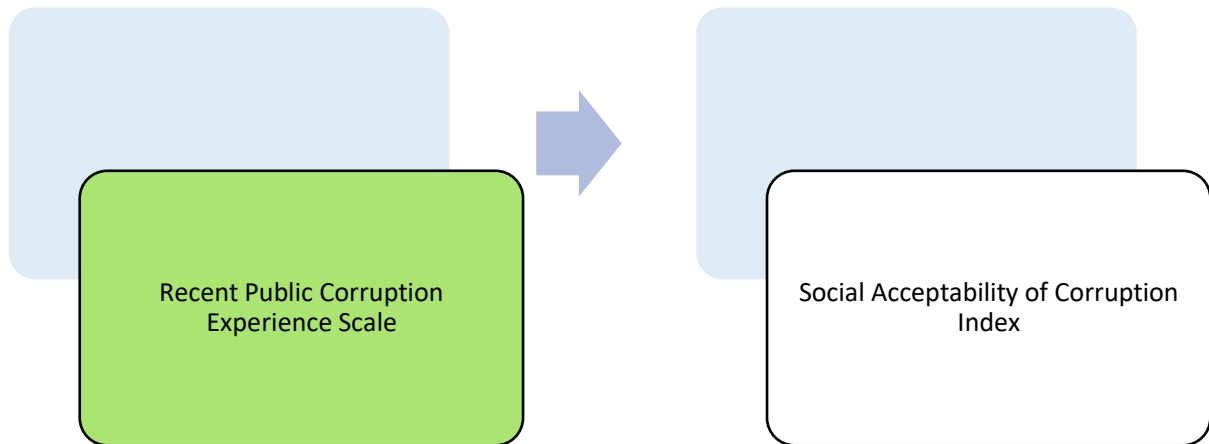 Recent Public Corruption
Experience Scale
Social Acceptability of Corruption
Index